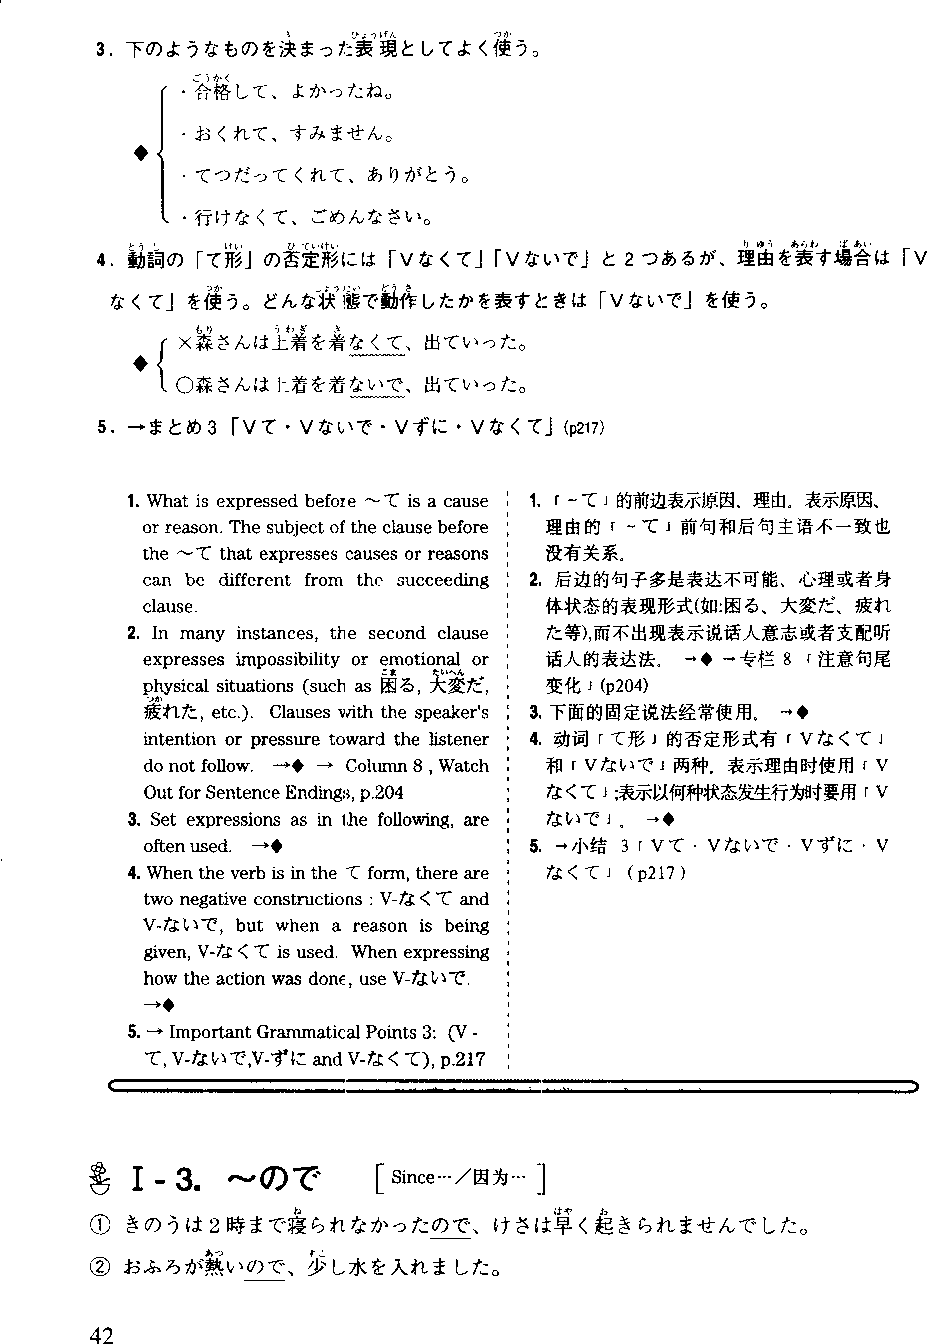 3. 下のようなものを決まった表現としてよく使う。
・合格して、よかったね。
・おくれて、すみません。
◆
・てつだってくれて、ありがとう。
・行けなくて、ごめんなさい。
4. 動詞の「て形」の否定形には「Vなくて」「Vないで」と2つあるが、理由を表す場合は「V
なくて」を使う。どんな状態で動作したかを表すときは「Vないで」を使う。
×森さんは上着を着なくて、出ていった。
◆
○森さんは上着を着ないで、出ていった。
5. →まとめ3「Vて・Vないで・Vずに・Vなくて」(p217)
1. What is expressed before ～て is a cause
or reason. The subject of the clause before
the ～て that expresses causes or reasons
can be different from the succeeding
clause.
2. In many instances, the second clause
expresses impossibility or emotional or
physical situations (such as 困る, 大変だ,
疲れた, etc.). Clauses with the speaker's
intention or pressure toward the listener
do not follow. →◆ → Column 8 , Watch
Out for Sentence Endings, p.204
3. Set expressions as in the following, are
often used. →◆
4. When the verb is in the て form, there are
two negative constructions : V-なくて and
V-ないで, but when a reason is being
given, V-なくて is used. When expressing
how the action was done, use V-ないで.
→◆
5. → Important Grammatical Points 3: (V -
て, V-ないで,V-ずに and V-なくて), p.217
1. 「～て」的前边表示原因、理由。表示原因、
理由的「～て」前句和后句主语不一致也
没有关系。
2. 后边的句子多是表达不可能、心理或者身
体状态的表现形式(如:困る、大変だ、疲れ
た等),而不出现表示说话人意志或者支配听
话人的表达法。 →◆ →专栏 8 「注意句尾
变化」(p204)
3. 下面的固定说法经常使用。 →◆
4. 动词「て形」的否定形式有「Vなくて」
和「Vないで」两种。表示理由时使用「V
なくて」;表示以何种状态发生行为时要用「V
ないで」。 →◆
5. →小结 3「Vて・Vないで・Vずに・V
なくて」(p217)
I - 3. ～ので [Since…／因为…]
① きのうは2時まで寝られなかったので、けさは早く起きられませんでした。
② おふろが熱いので、少し水を入れました。
42